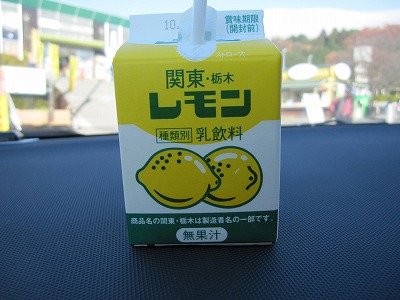 10.
賞味期限
(開封前)
関東・栃木
レモン
種類別 乳飲料
商品名の関東・栃木は製造者名の一部です。
無果汁